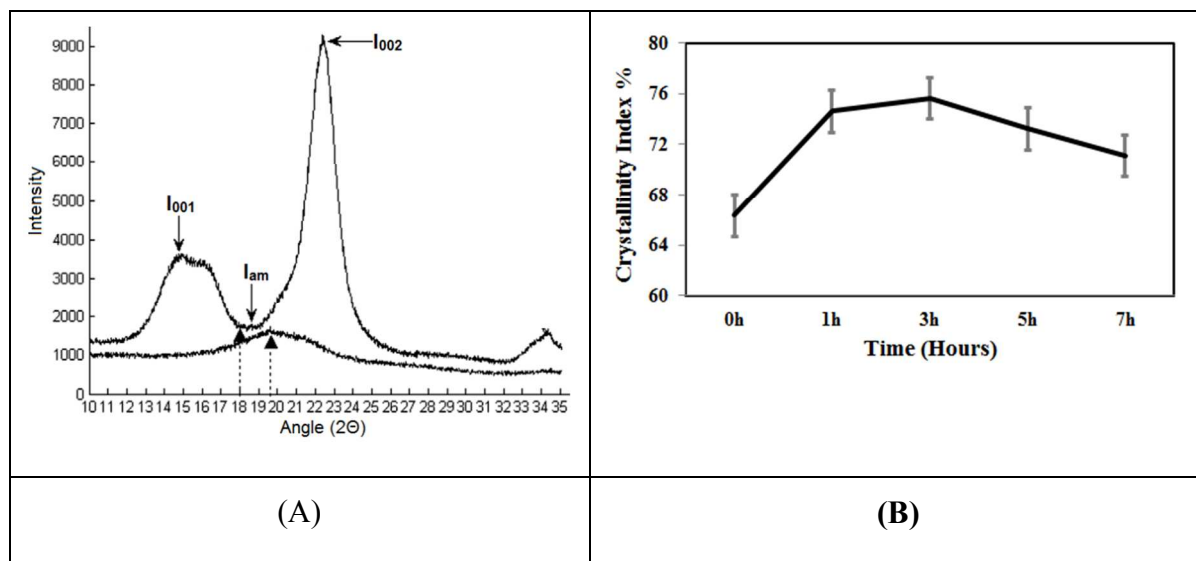 9000
8000
7000
6000
5000
4000
3000
2000
1000
0
Intensity
I002
I001
Iam
10 11 12 13 14 15 16 17 18 19 20 21 22 23 24 25 26 27 28 29 30 31 32 33 34 35
Angle (2Θ)
80
76
72
68
64
60
Crystallinity Index %
0h 1h 3h 5h 7h
Time (Hours)
(A)
(B)